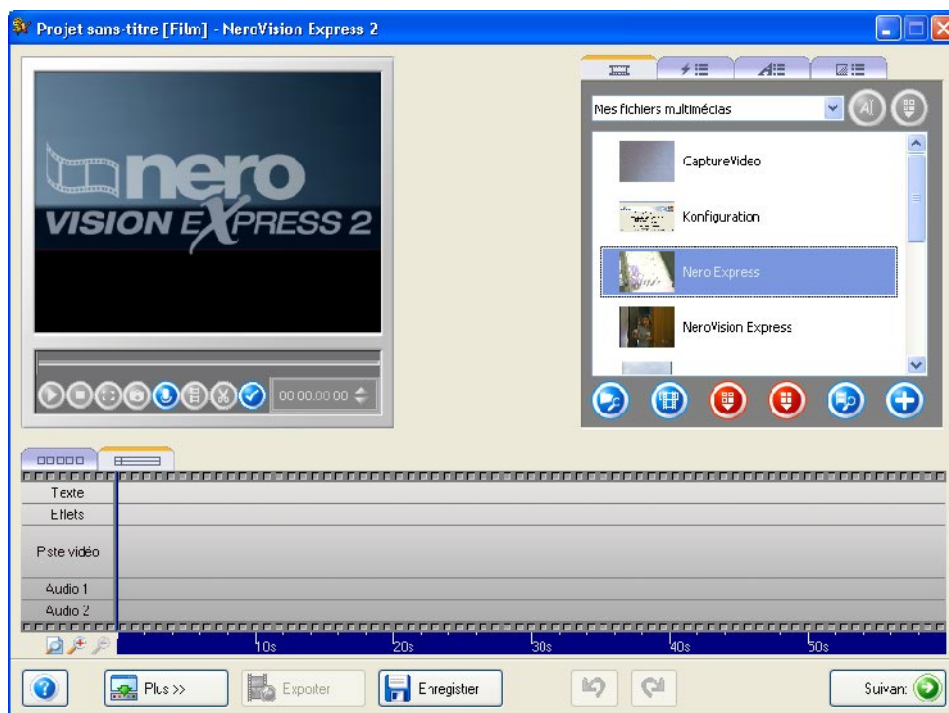 Projet sans-titre [Film] - NeroVision Express 2
nero
VISION EXPRESS 2
Mes fichiers multimédias
CaptureVideo
Konfiguration
Nero Express
NeroVision Express
00 00.00 00
Texte
Effets
Piste vidéo
Audio 1
Audio 2
10s 20s 30s 40s 50s
Plus >>
Exporter
Enregistrer
Suivant